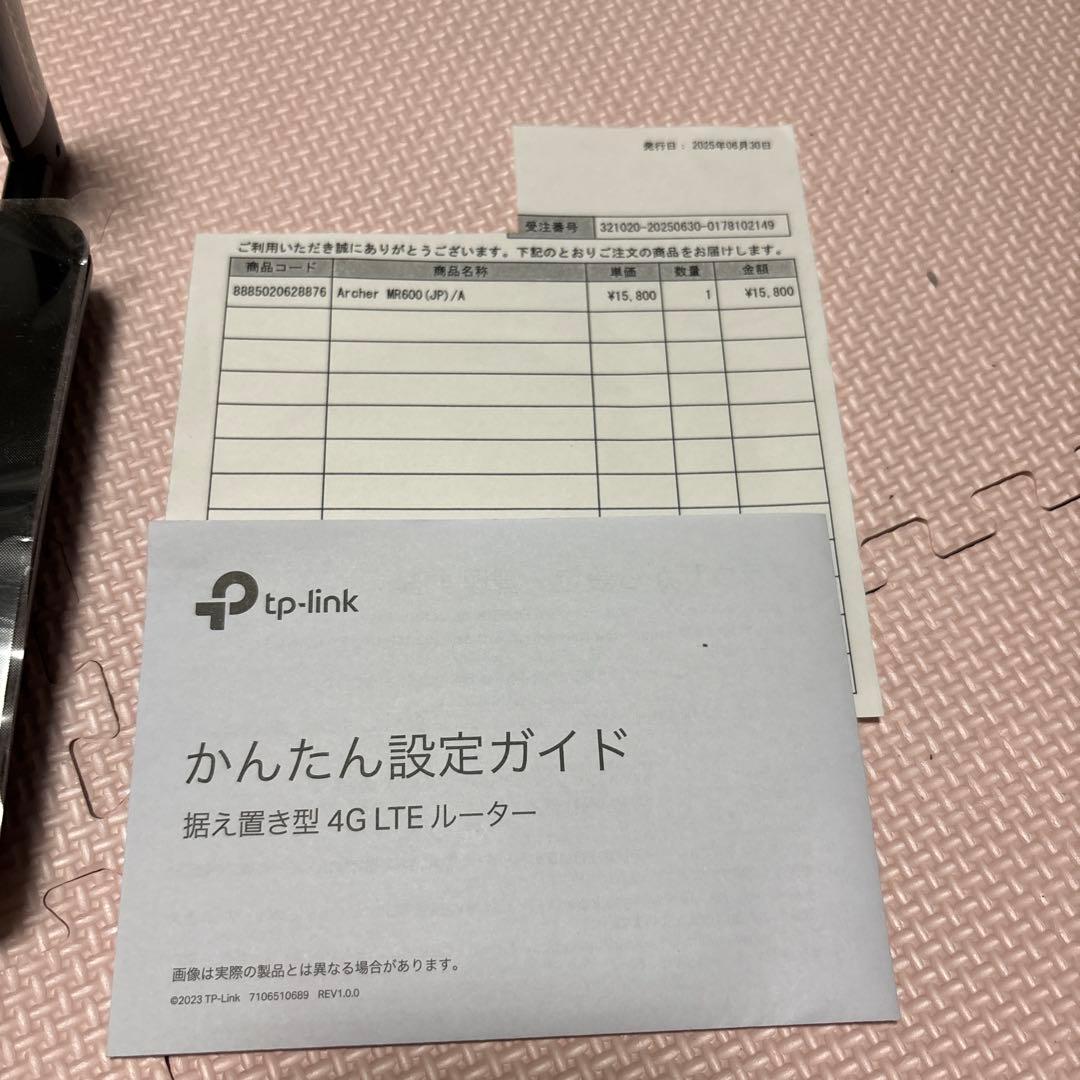 発行日： 2025年06月30日
受注番号 321020-20250630-0178102149
ご利用いただき誠にありがとうございます。下記のとおりご注文の商品をお届けします。
商品コード 商品名称 単価 数量 金額
8885020628876 Archer MR600(JP)/A ¥15,800 1 ¥15,800
tp-link
かんたん設定ガイド
据え置き型 4G LTE ルーター
画像は実際の製品とは異なる場合があります。
©2023 TP-Link 7106510689 REV1.0.0